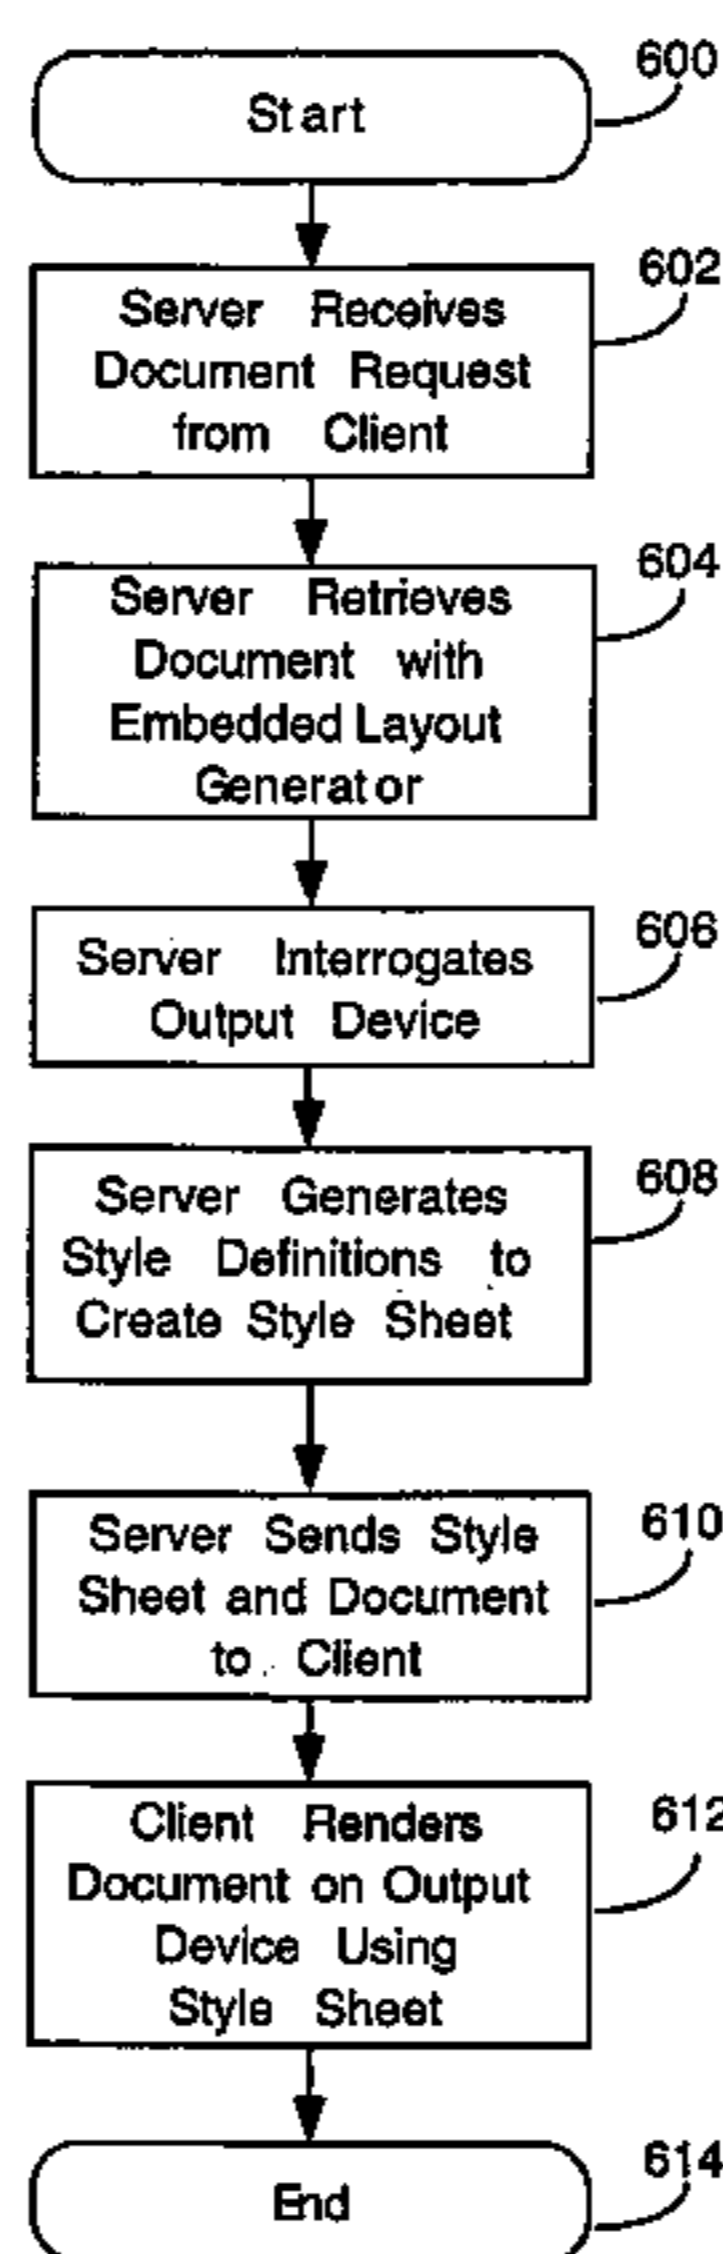 600
Start
602
Server Receives
Document Request
from Client
604
Server Retrieves
Document with
Embedded Layout
Generator
606
Server Interrogates
Output Device
608
Server Generates
Style Definitions to
Create Style Sheet
610
Server Sends Style
Sheet and Document
to Client
612
Client Renders
Document on Output
Device Using
Style Sheet
614
End